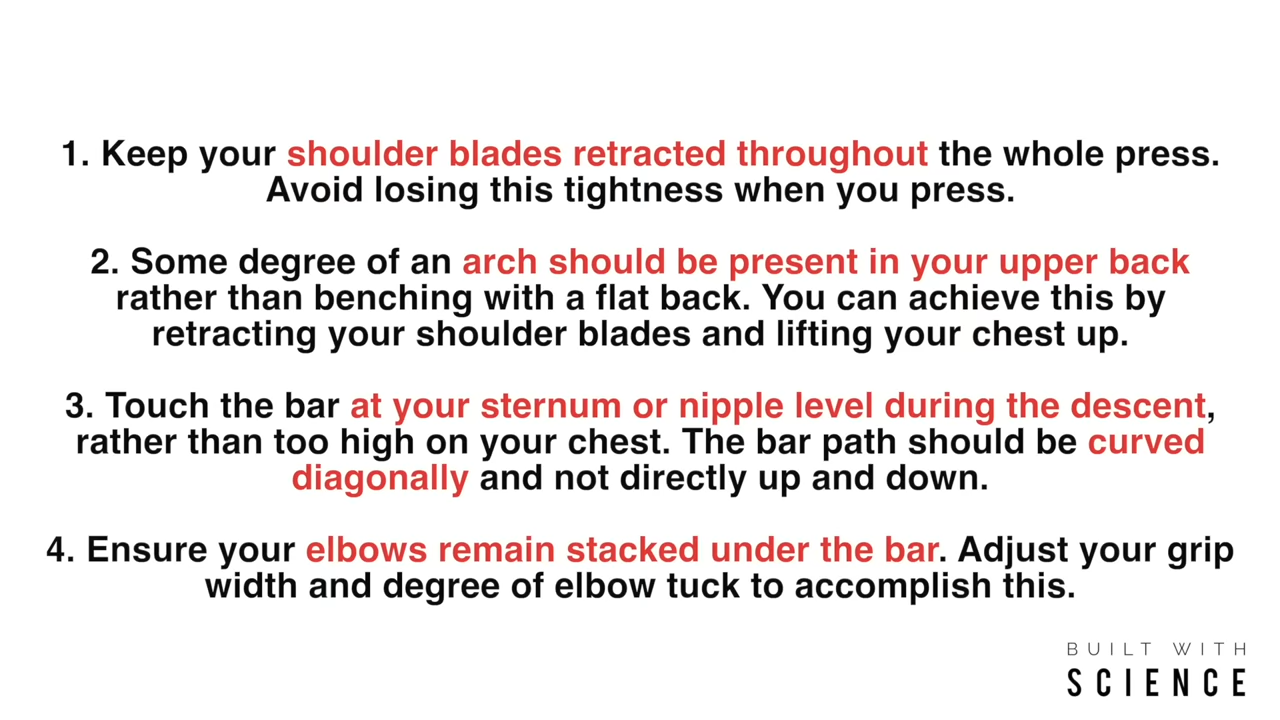 1. Keep your shoulder blades retracted throughout the whole press.
Avoid losing this tightness when you press.
2. Some degree of an arch should be present in your upper back
rather than benching with a flat back. You can achieve this by
retracting your shoulder blades and lifting your chest up.
3. Touch the bar at your sternum or nipple level during the descent,
rather than too high on your chest. The bar path should be curved
diagonally and not directly up and down.
4. Ensure your elbows remain stacked under the bar. Adjust your grip
width and degree of elbow tuck to accomplish this.
BUILT WITH
SCIENCE